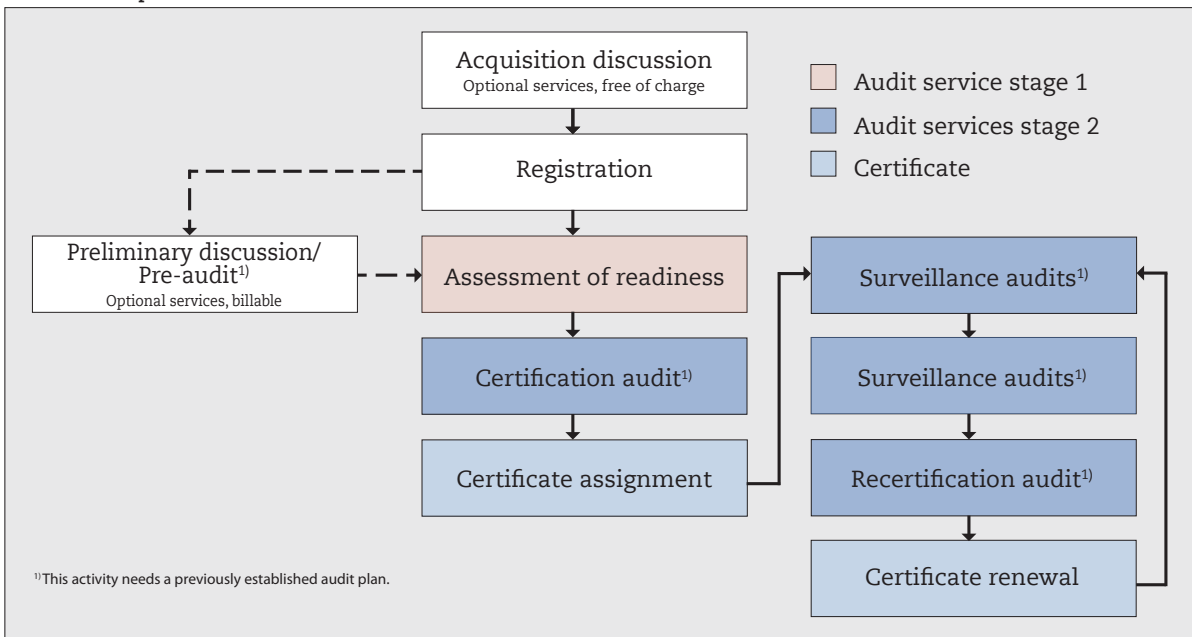 Acquisition discussion
Optional services, free of charge
Registration
Preliminary discussion/
Pre-audit¹⁾
Optional services, billable
Assessment of readiness
Certification audit¹⁾
Certificate assignment
Audit service stage 1
Audit services stage 2
Certificate
Surveillance audits¹⁾
Surveillance audits¹⁾
Recertification audit¹⁾
Certificate renewal
¹⁾This activity needs a previously established audit plan.